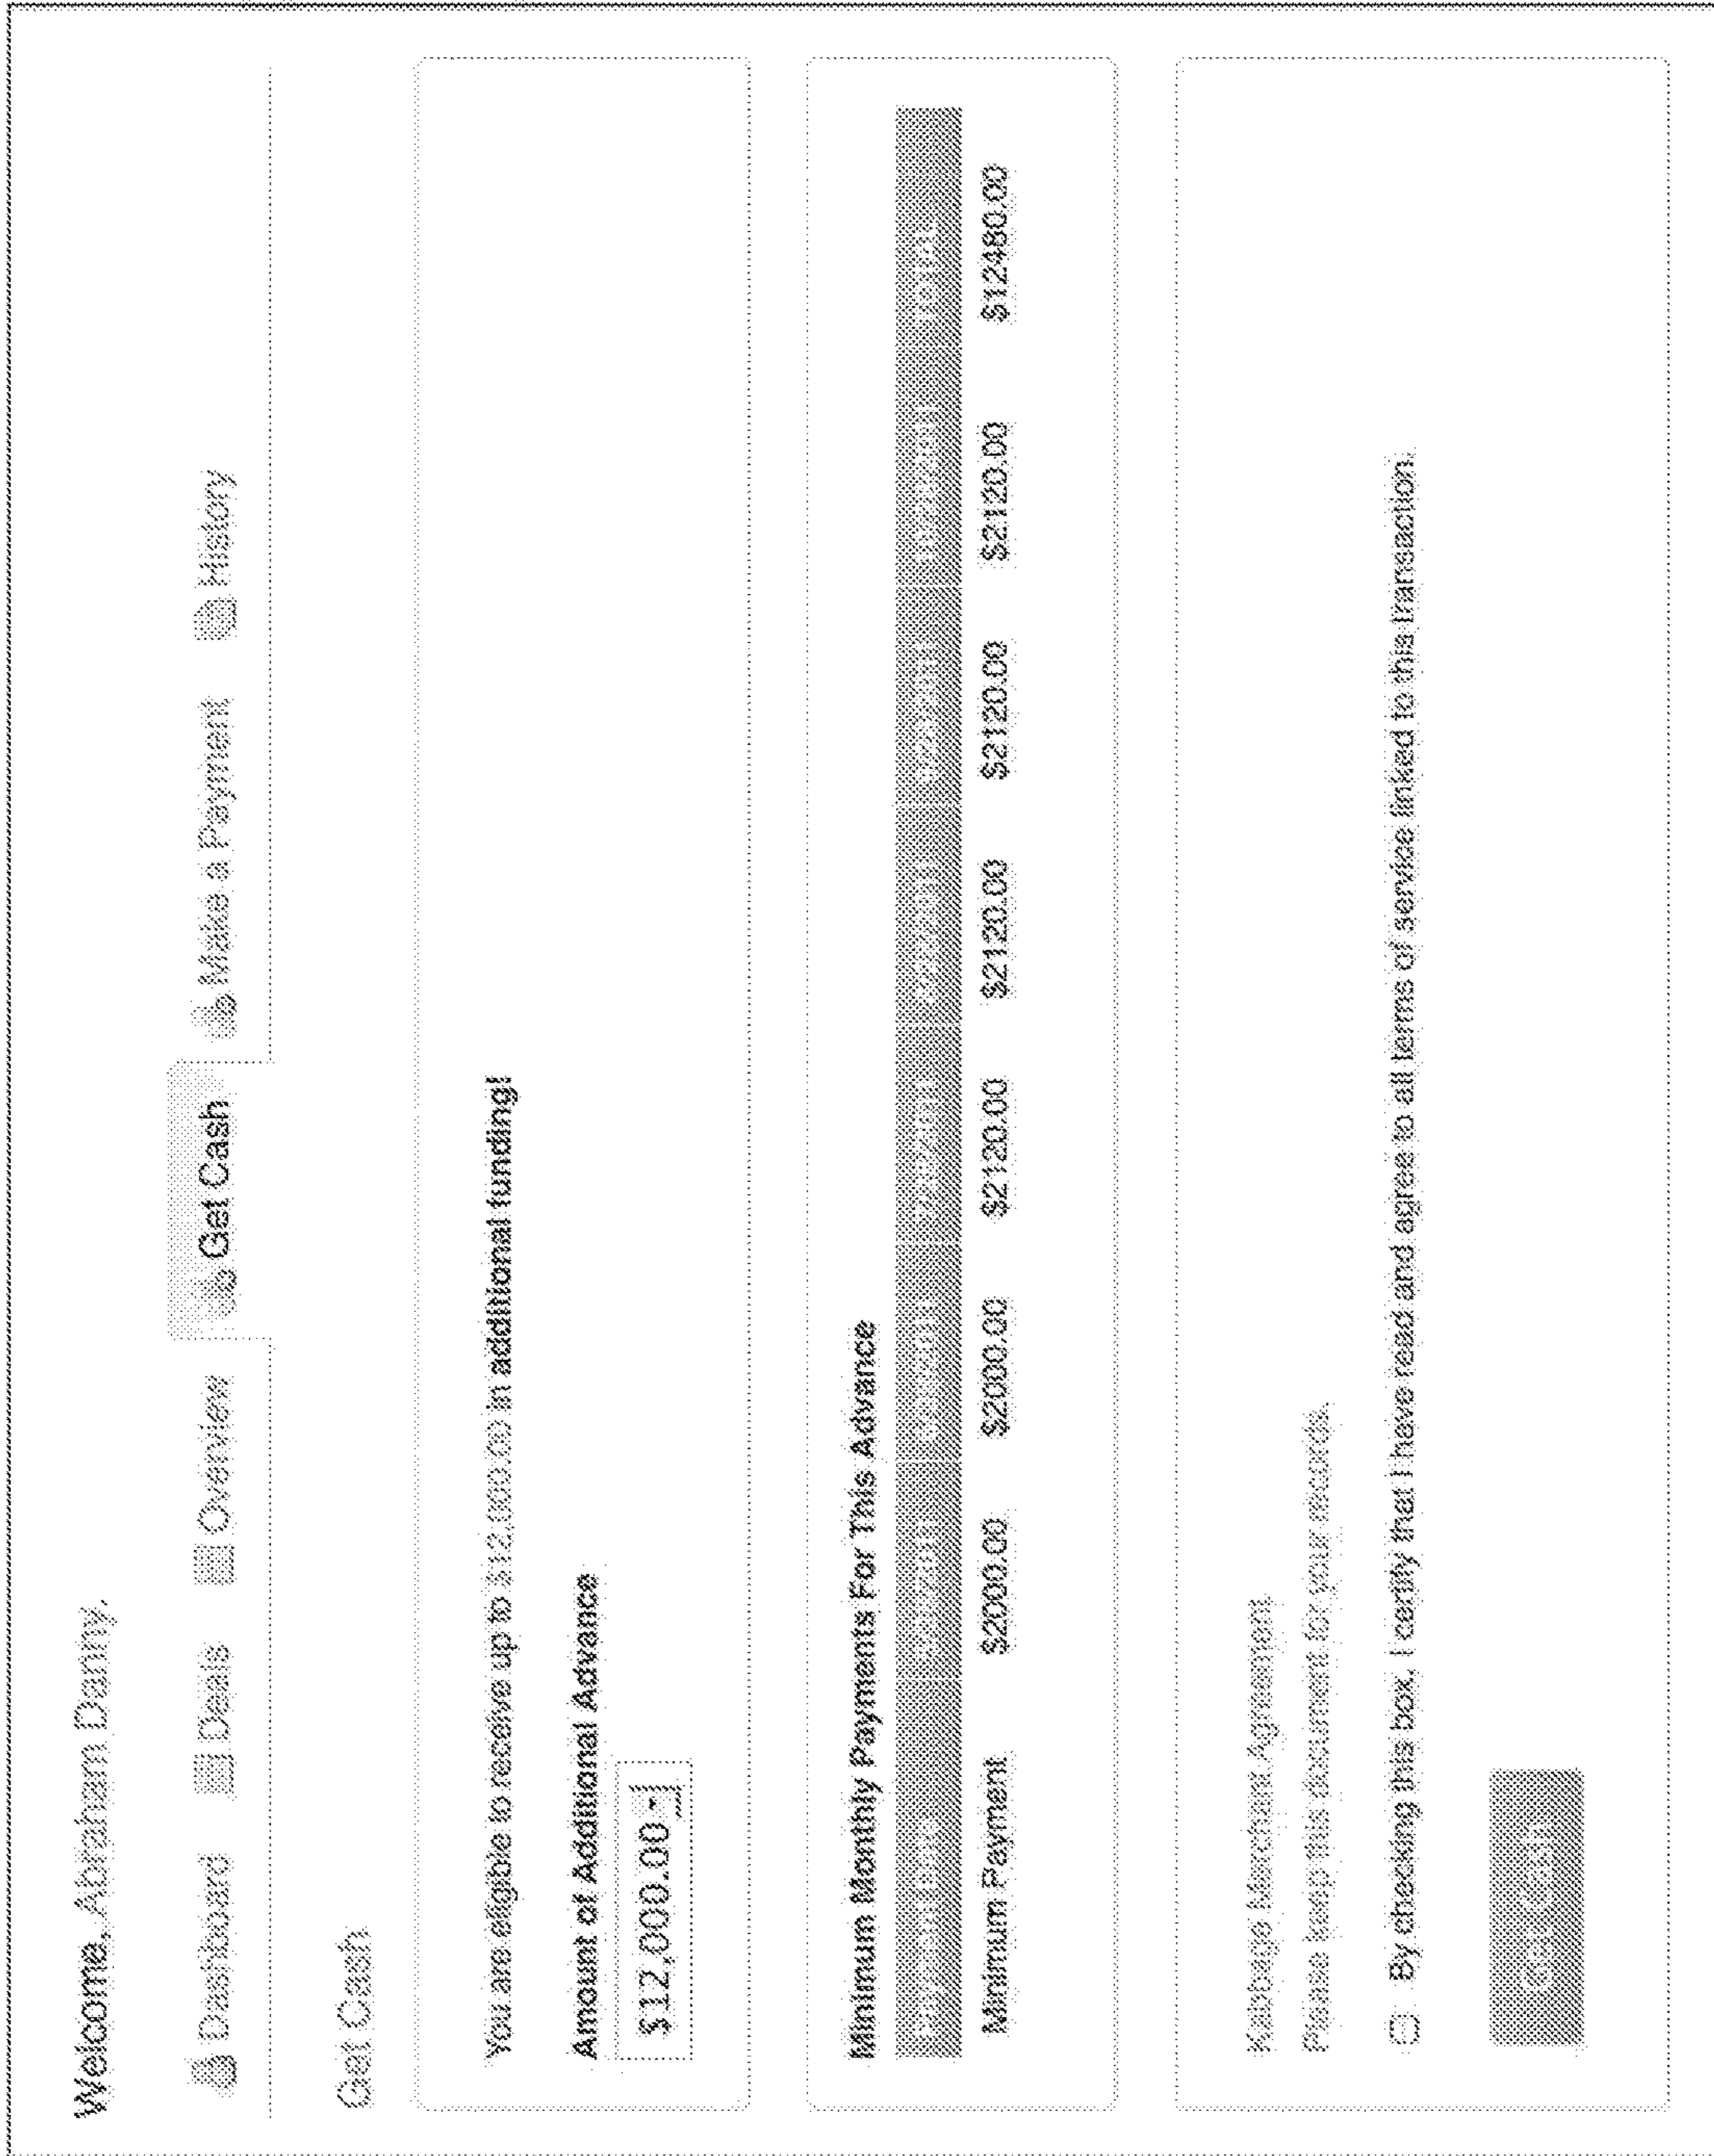 Welcome, Abraham Danny,
Dashboard Deals Overview Get Cash Make a Payment History
Get Cash
You are eligible to receive up to $12,000.00 in additional funding!
Amount of Additional Advance
$12,000.00
Minimum Monthly Payments For This Advance
Minimum Payment $2000.00 $2000.00 $2120.00 $2120.00 $2120.00 $2120.00 $12480.00
Kabbage Merchant Agreement
Please keep this document for your records.
By checking this box, I certify that I have read and agree to all terms of service linked to this transaction.
Get Cash